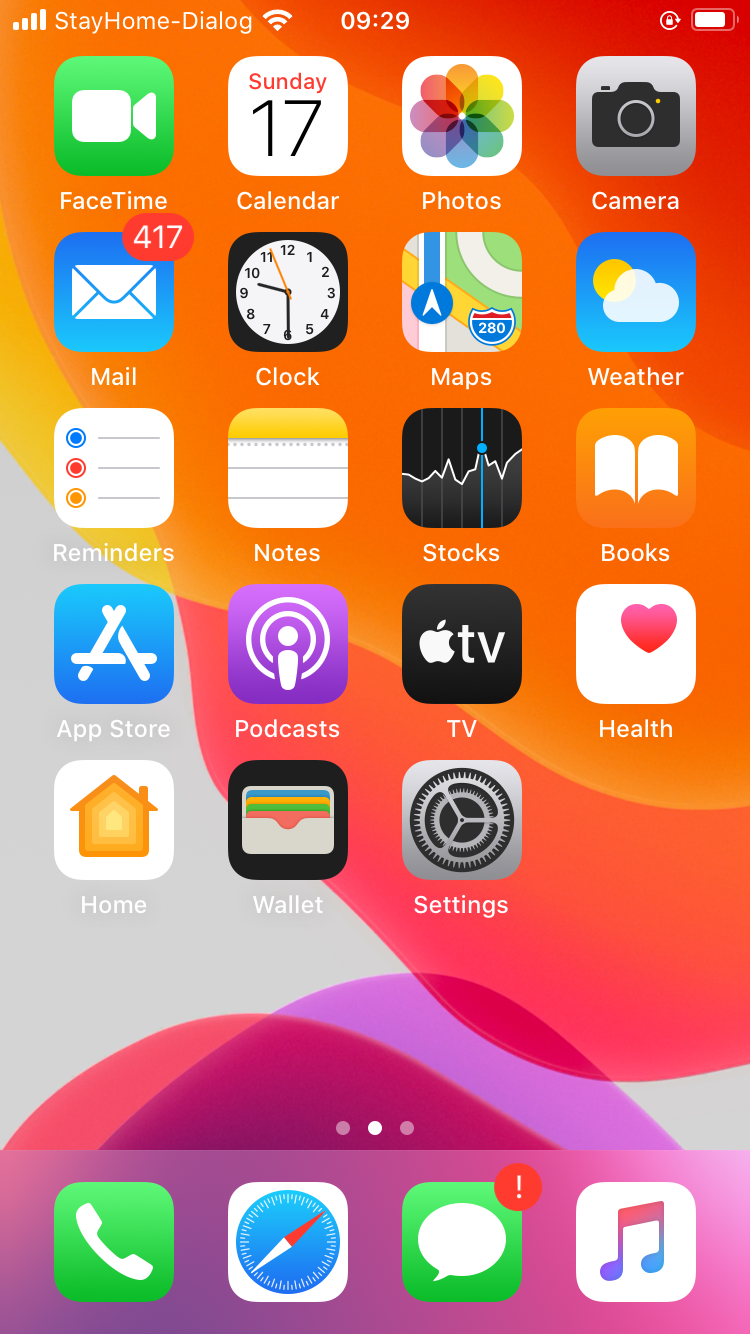 StayHome-Dialog 09:29
Sunday
17
FaceTime Calendar Photos Camera
417
12
11 1
10 2
9 3
8 4
7 5
6
280
Mail Clock Maps Weather
Reminders Notes Stocks Books
tv
App Store Podcasts TV Health
Home Wallet Settings
!